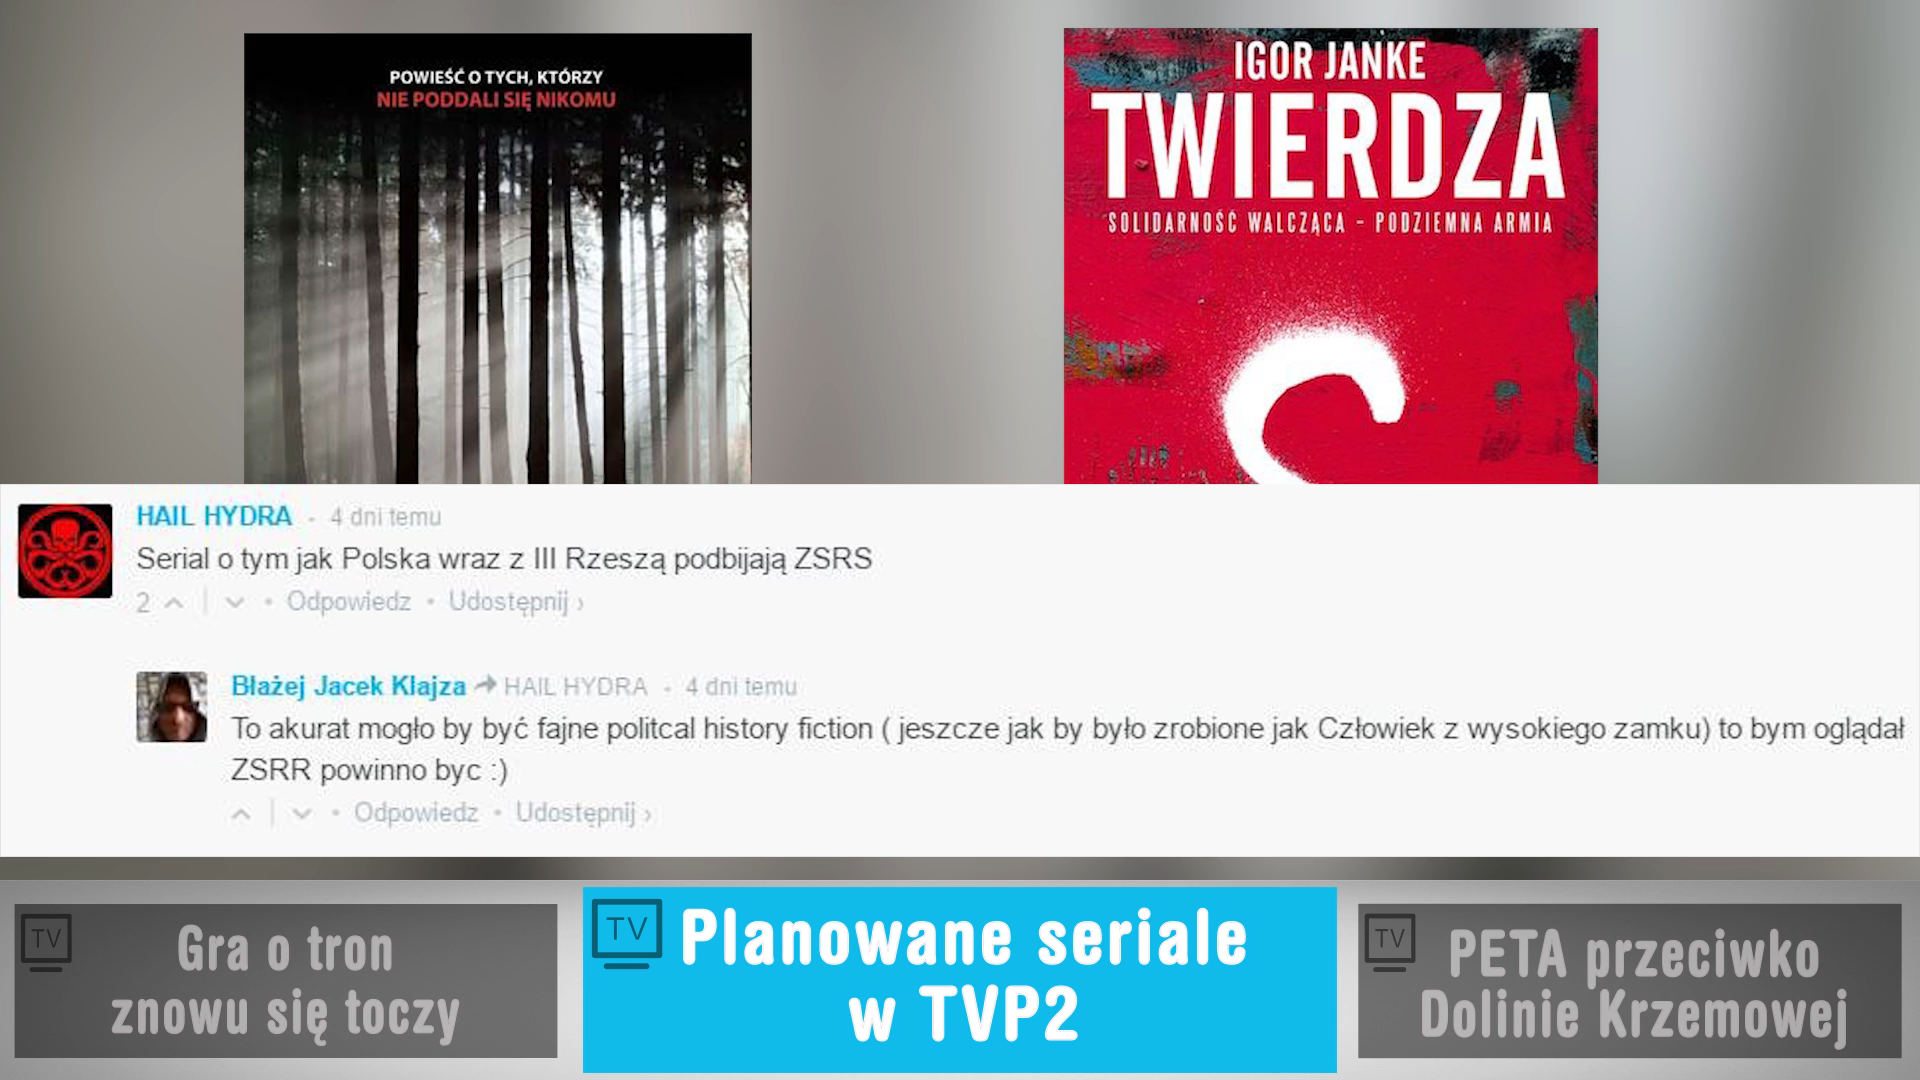 POWIEŚĆ O TYCH, KTÓRZY
NIE PODDALI SIĘ NIKOMU
IGOR JANKE
TWIERDZA
SOLIDARNOŚĆ WALCZĄCA - PODZIEMNA ARMIA
HAIL HYDRA • 4 dni temu
Serial o tym jak Polska wraz z III Rzeszą podbijają ZSRS
2 • Odpowiedz • Udostępnij ›
Błażej Jacek Klajza HAIL HYDRA • 4 dni temu
To akurat mogło by być fajne politcal history fiction ( jeszcze jak by było zrobione jak Człowiek z wysokiego zamku) to bym oglądał
ZSRR powinno byc :)
• Odpowiedz • Udostępnij ›
TV
Gra o tron
znowu się toczy
TV
Planowane seriale
w TVP2
TV
PETA przeciwko
Dolinie Krzemowej